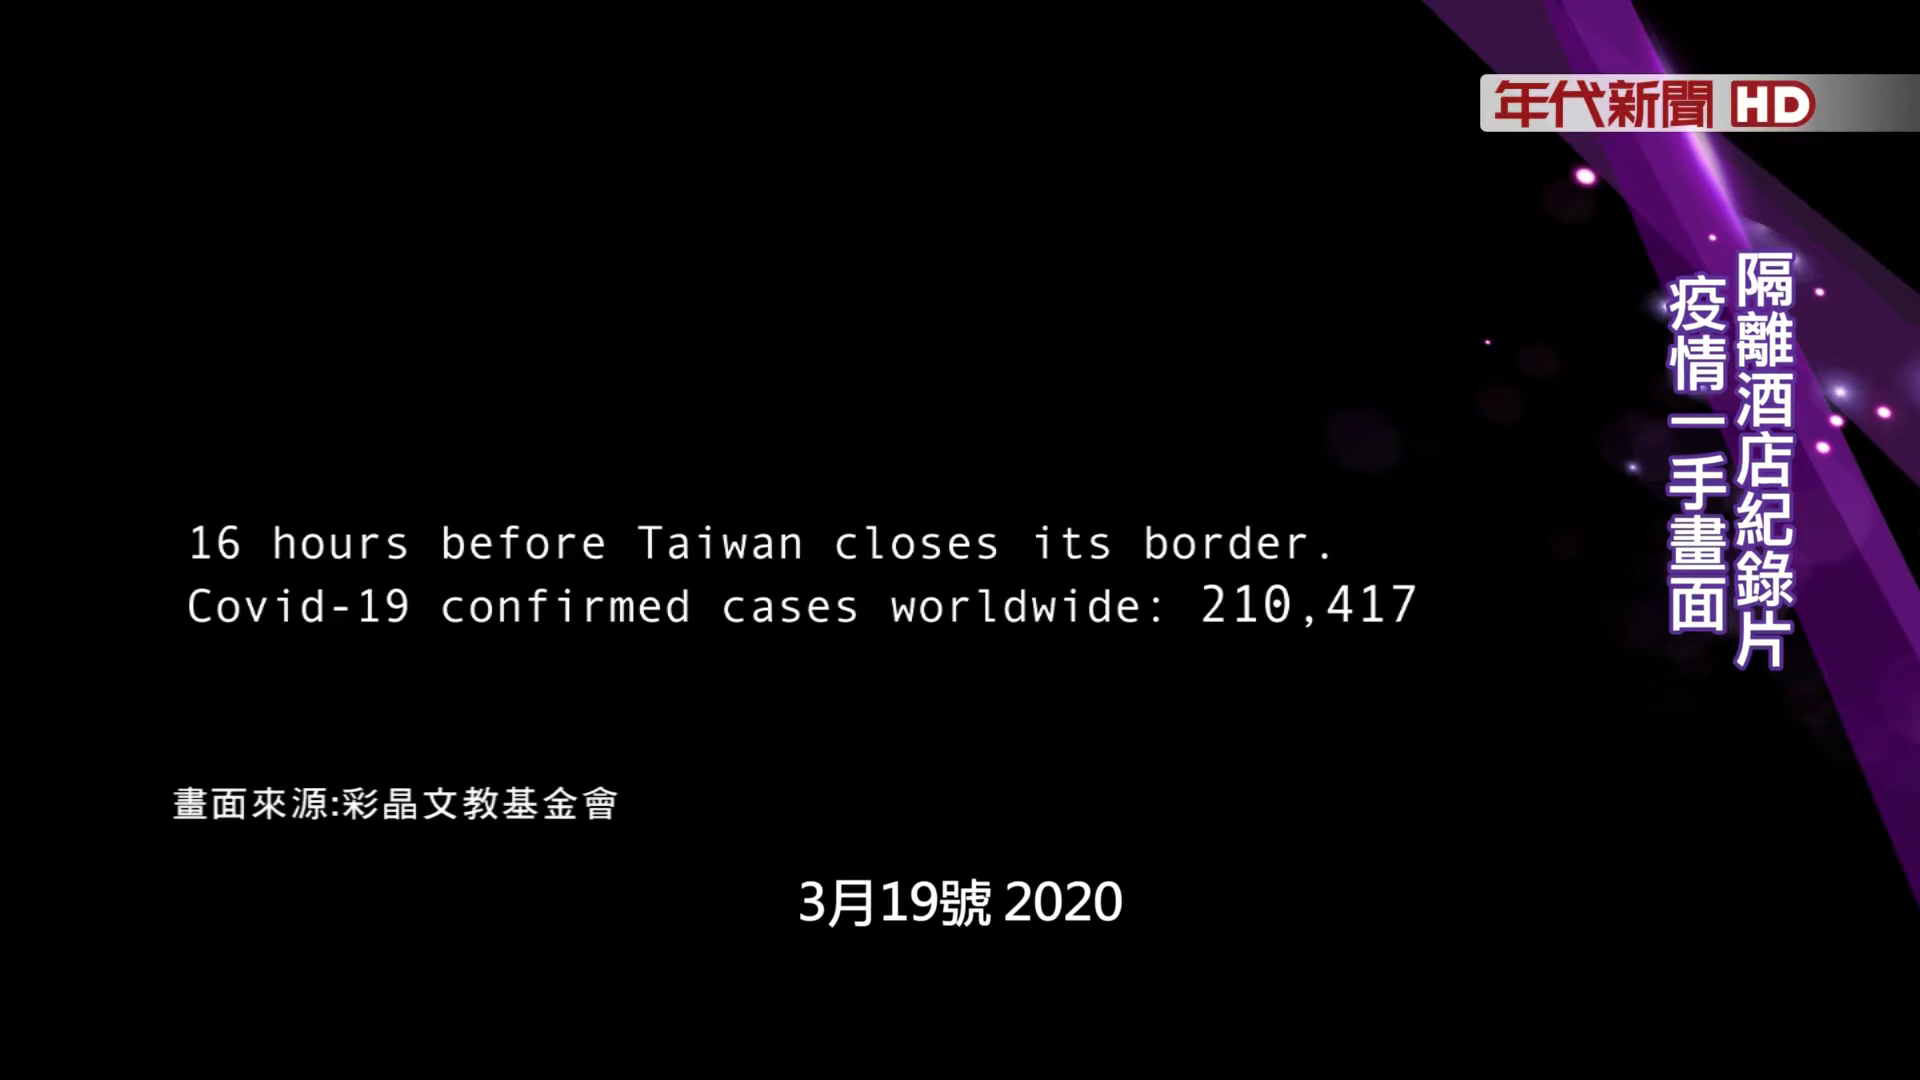 年代新聞 HD
隔離酒店紀錄片
疫情一手畫面
16 hours before Taiwan closes its border.
Covid-19 confirmed cases worldwide: 210,417
畫面來源:彩晶文教基金會
3月19號 2020